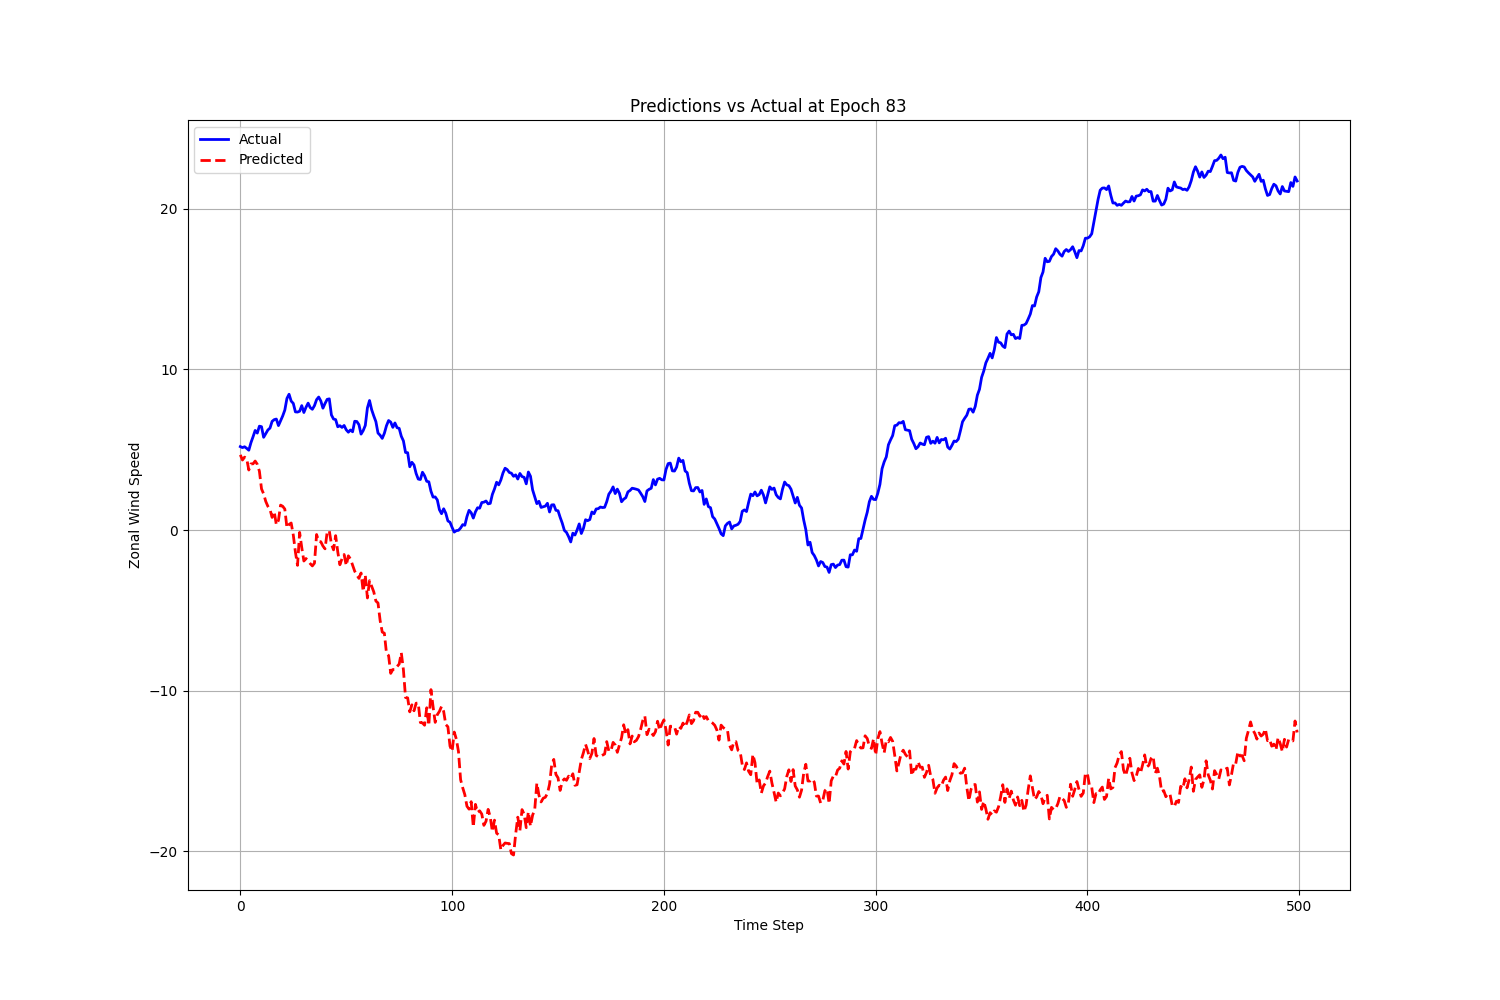 Predictions vs Actual at Epoch 83
Actual
Predicted
Zonal Wind Speed
20
10
0
−10
−20
0
100
200
300
400
500
Time Step